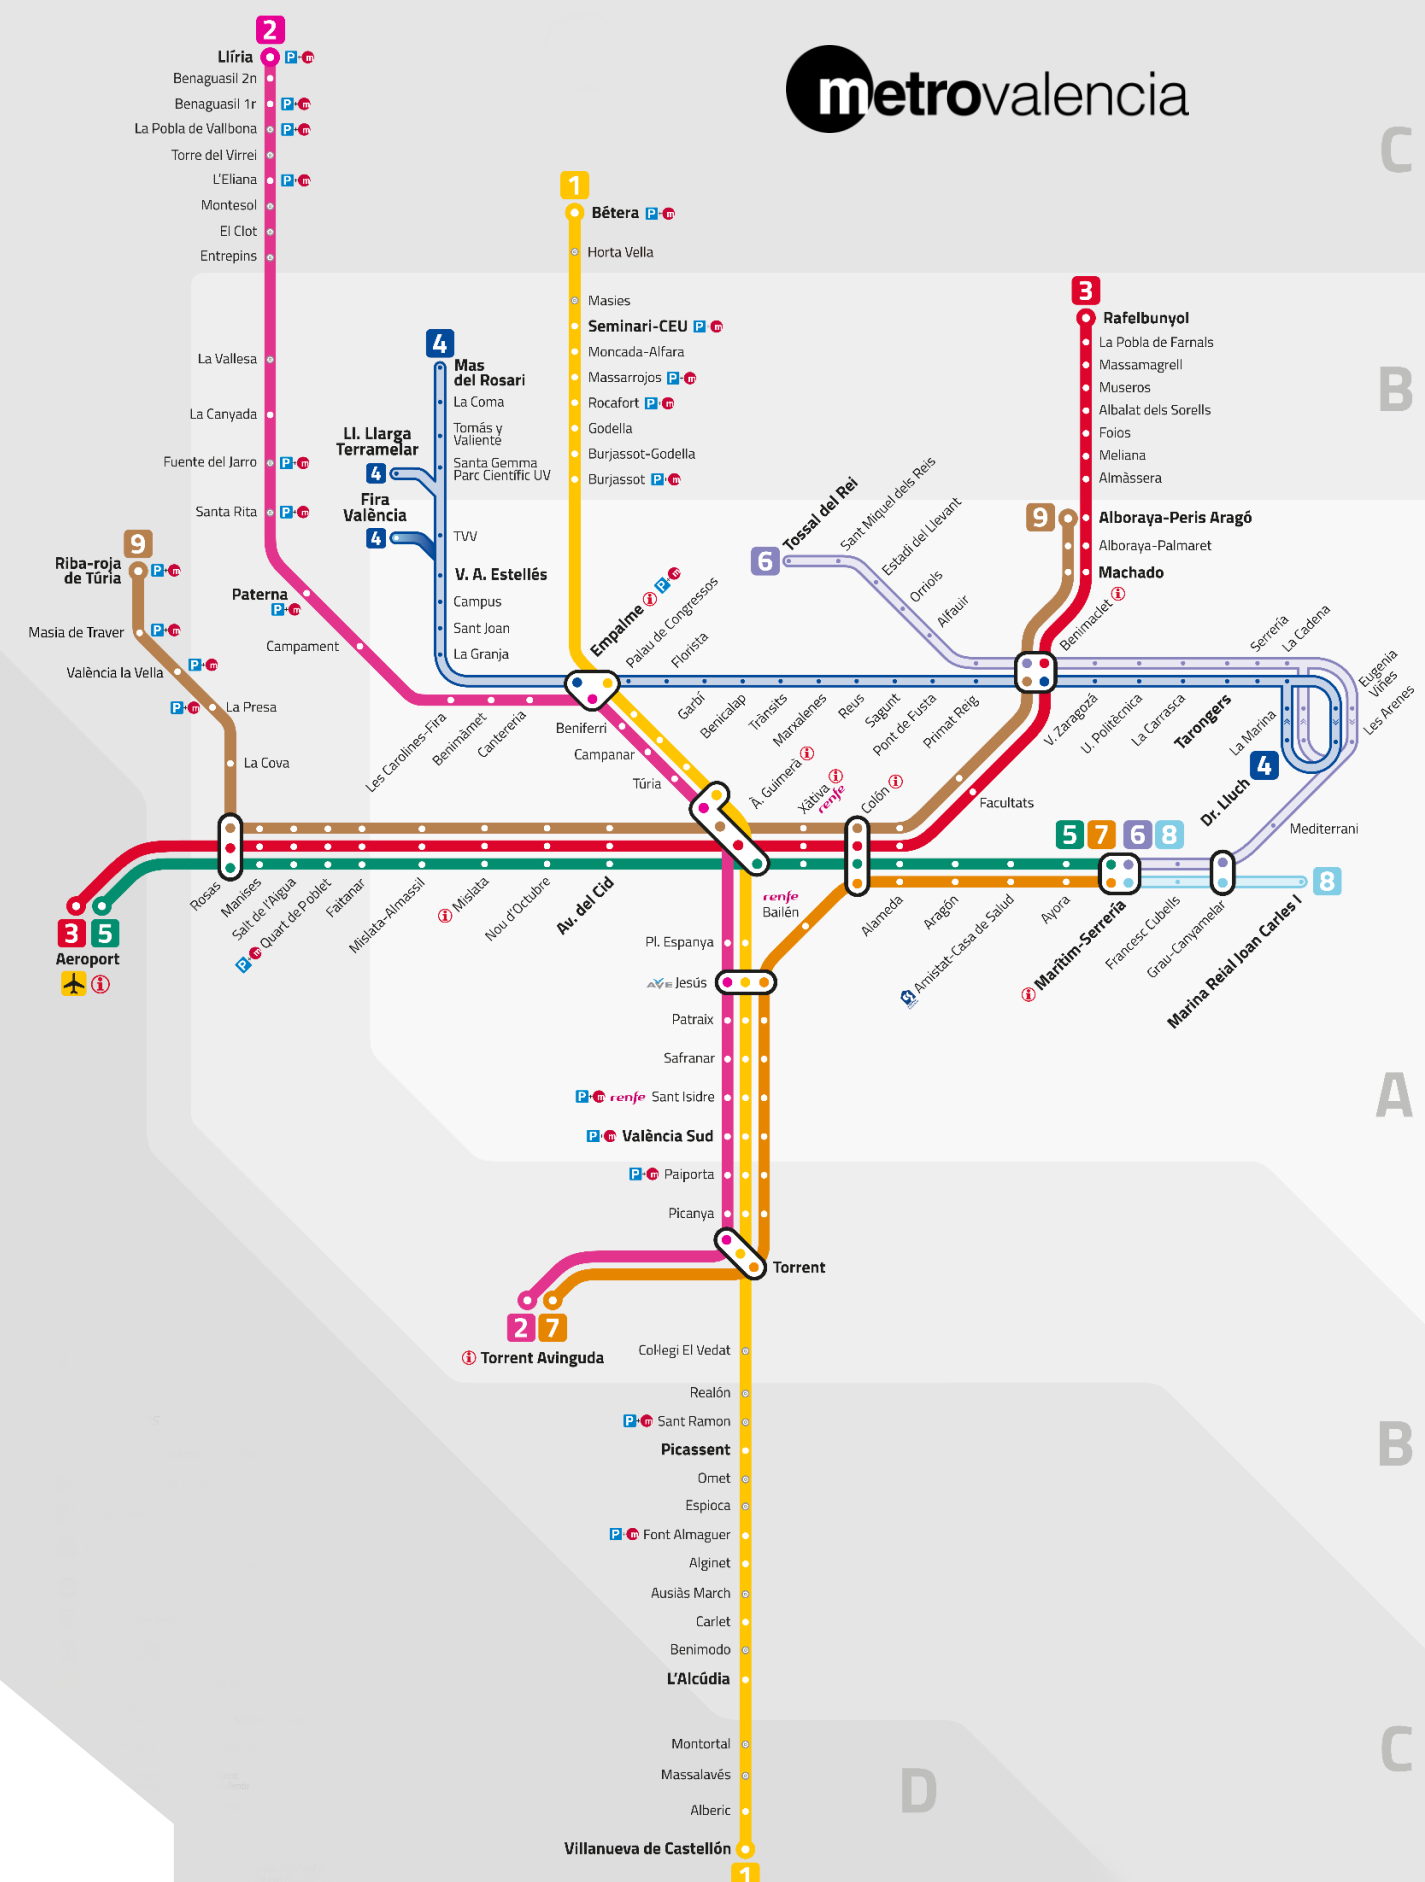 metrovalencia
2
Llíria
Benaguasil 2n
Benaguasil 1r
La Pobla de Vallbona
Torre del Virrei
L'Eliana
Montesol
El Clot
Entrepins
La Vallesa
La Canyada
Fuente del Jarro
Santa Rita
Paterna
Campament
Les Carolines-Fira
Benimàmet
Cantereria
1
Bétera
Horta Vella
Masies
Seminari-CEU
Moncada-Alfara
Massarrojos
Rocafort
Godella
Burjassot-Godella
Burjassot
4
Mas
del Rosari
La Coma
Tomás y
Valiente
Santa Gemma
Parc Científic UV
Ll. Llarga
Terramelar
4
Fira
València
4
TVV
V. A. Estellés
Campus
Sant Joan
La Granja
3
Rafelbunyol
La Pobla de Farnals
Massamagrell
Museros
Albalat dels Sorells
Foios
Meliana
Almàssera
9
Alboraya-Peris Aragó
Alboraya-Palmaret
Machado
Benimaclet
6
Tossal del Rei
Sant Miquel dels Reis
Estadi del Llevant
Orriols
Alfauir
9
Riba-roja
de Túria
Masia de Traver
València la Vella
La Presa
La Cova
Empalme
Palau de Congressos
Florista
Garbí
Benicalap
Trànsits
Marxalenes
Reus
Sagunt
Pont de Fusta
Primat Reig
V. Zaragozá
U. Politècnica
La Carrasca
Tarongers
Serrería
La Cadena
Eugenia
Viñes
Les Arenes
La Marina
Dr. Lluch
4
Mediterrani
Beniferri
Campanar
Túria
À. Guimerà
Xàtiva
renfe
Colón
Facultats
3 5
Aeroport
Rosas
Manises
Salt de l'Aigua
Quart de Poblet
Faitanar
Mislata-Almassil
Mislata
Nou d'Octubre
Av. del Cid
renfe
Bailén
Alameda
Aragón
Amistat-Casa de Salud
Ayora
5 7 6 8
Marítim-Serrería
Francesc Cubells
Grau-Canyamelar
Marina Reial Joan Carles I
8
Pl. Espanya
AVE Jesús
Patraix
Safranar
renfe Sant Isidre
València Sud
Paiporta
Picanya
Torrent
2 7
Torrent Avinguda
Col·legi El Vedat
Realón
Sant Ramon
Picassent
Omet
Espioca
Font Almaguer
Alginet
Ausiàs March
Carlet
Benimodo
L'Alcúdia
Montortal
Massalavés
Alberic
Villanueva de Castellón
1
C
B
A
B
C
D